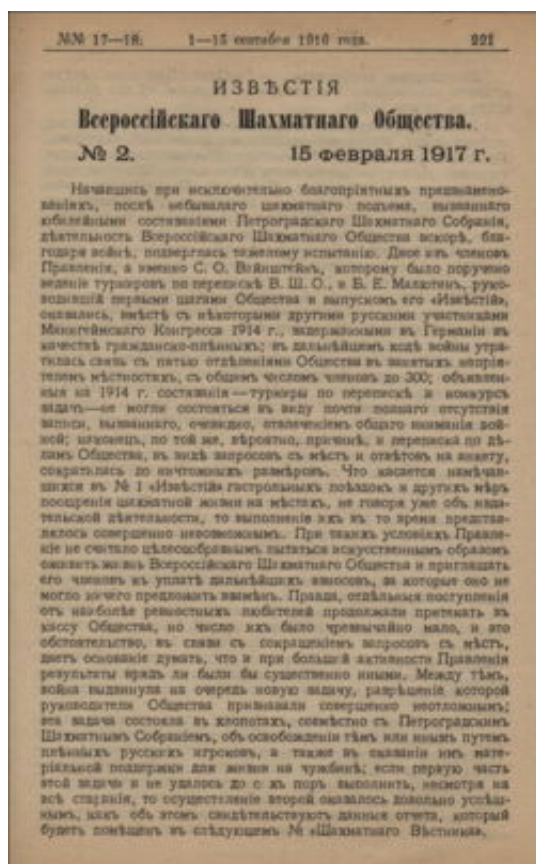 №№ 17—18. 1—15 сентября 1916 года. 221
ИЗВѢСТІЯ
Всероссійскаго Шахматнаго Общества.
№ 2. 15 февраля 1917 г.
Начавшись при исключительно благопріятныхъ предзнамено-
ваніяхъ, послѣ небывалаго шахматнаго подъема, вызваннаго
юбилейными состязаніями Петроградскаго Шахматнаго Собранія,
дѣятельность Всероссійскаго Шахматнаго Общества вскорѣ, бла-
годаря войнѣ, подверглась тяжелому испытанію. Двое изъ членовъ
Правленія, а именно С. О. Вайнштейнъ, которому было поручено
веденіе турнировъ по перепискѣ В. Ш. О., и Б. Е. Малютинъ, руко-
водившій первыми шагами Общества и выпускомъ его «Извѣстій»,
оказались, вмѣстѣ съ нѣкоторыми другими русскими участниками
Мангеймскаго Конгресса 1914 г., задержанными въ Германіи въ
качествѣ гражданско-плѣнныхъ; въ дальнѣйшемъ ходѣ войны утра-
тилась связь съ пятью отдѣленіями Общества въ занятыхъ непрія-
телемъ мѣстностяхъ, съ общимъ числомъ членовъ до 300; объявлен-
ныя на 1914 г. состязанія—турниры по перепискѣ и конкурсъ
задачъ—не могли состояться въ виду почти полнаго отсутствія
записи, вызваннаго, очевидно, отвлеченіемъ общаго вниманія вой-
ной; наконецъ, по той же, вѣроятно, причинѣ, и переписка по дѣ-
ламъ Общества, въ видѣ запросовъ съ мѣстъ и отвѣтовъ на анкету,
сократилась до ничтожныхъ размѣровъ. Что касается намѣчав-
шихся въ № 1 «Извѣстій» гастрольныхъ поѣздокъ и другихъ мѣръ
поощренія шахматной жизни на мѣстахъ, не говоря уже объ изда-
тельской дѣятельности, то выполненіе ихъ въ то время представ-
лялось совершенно невозможнымъ. При такихъ условіяхъ Правле-
ніе не считало цѣлесообразнымъ пытаться искусственнымъ образомъ
оживить жизнь Всероссійскаго Шахматнаго Общества и приглашать
его членовъ къ уплатѣ дальнѣйшихъ взносовъ, за которые оно не
могло ничего предложить взамѣнъ. Правда, отдѣльныя поступленія
отъ наиболѣе ревностныхъ любителей продолжали притекать въ
кассу Общества, но число ихъ было чрезвычайно мало, и это
обстоятельство, въ связи съ сокращеніемъ запросовъ съ мѣстъ,
даетъ основаніе думать, что и при большей активности Правленія
результаты врядъ ли были бы существенно иными. Между тѣмъ,
война выдвинула на очередь новую задачу, разрѣшеніе которой
руководители Общества признавали совершенно неотложнымъ;
эта задача состояла въ хлопотахъ, совмѣстно съ Петроградскимъ
Шахматнымъ Собраніемъ, объ освобожденіи тѣмъ или инымъ путемъ
плѣнныхъ русскихъ игроковъ, а также въ оказаніи имъ мате-
ріальной поддержки для жизни на чужбинѣ; если первую часть
этой задачи и не удалось до с хъ поръ выполнить, несмотря на
всѣ старанія, то осуществленіе второй оказалось довольно успѣш-
нымъ, какъ объ этомъ свидѣтельствуютъ данные отчета, который
будетъ помѣщенъ въ слѣдующемъ № «Шахматнаго Вѣстника».